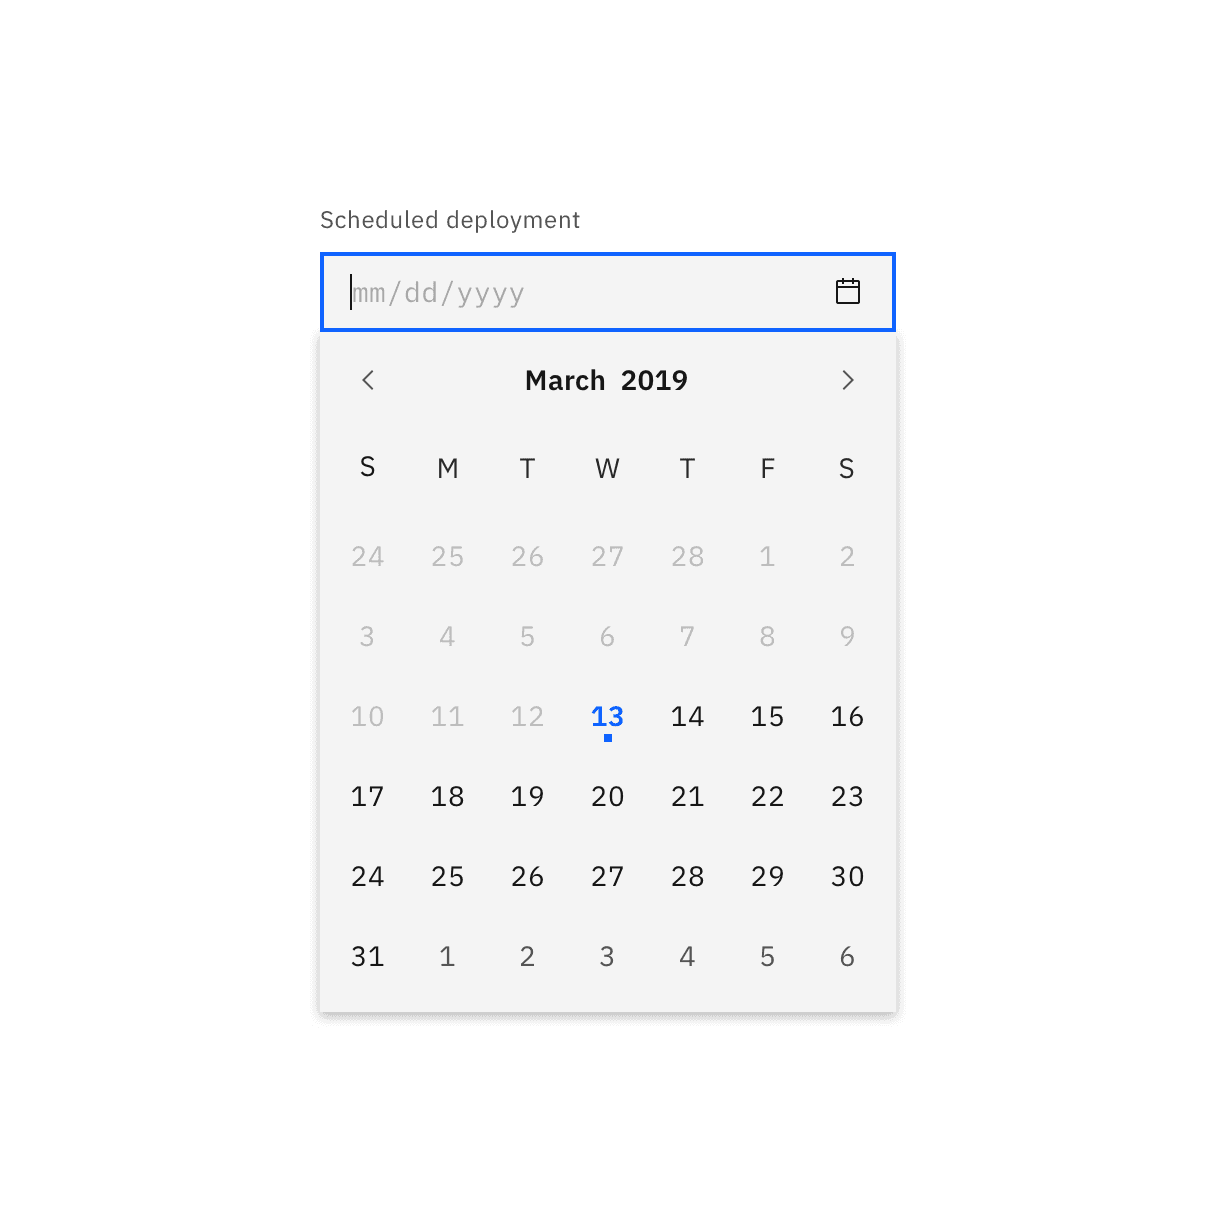 Scheduled deployment
mm/dd/yyyy
March 2019
S M T W T F S
24 25 26 27 28 1 2
3 4 5 6 7 8 9
10 11 12 13 14 15 16
17 18 19 20 21 22 23
24 25 26 27 28 29 30
31 1 2 3 4 5 6